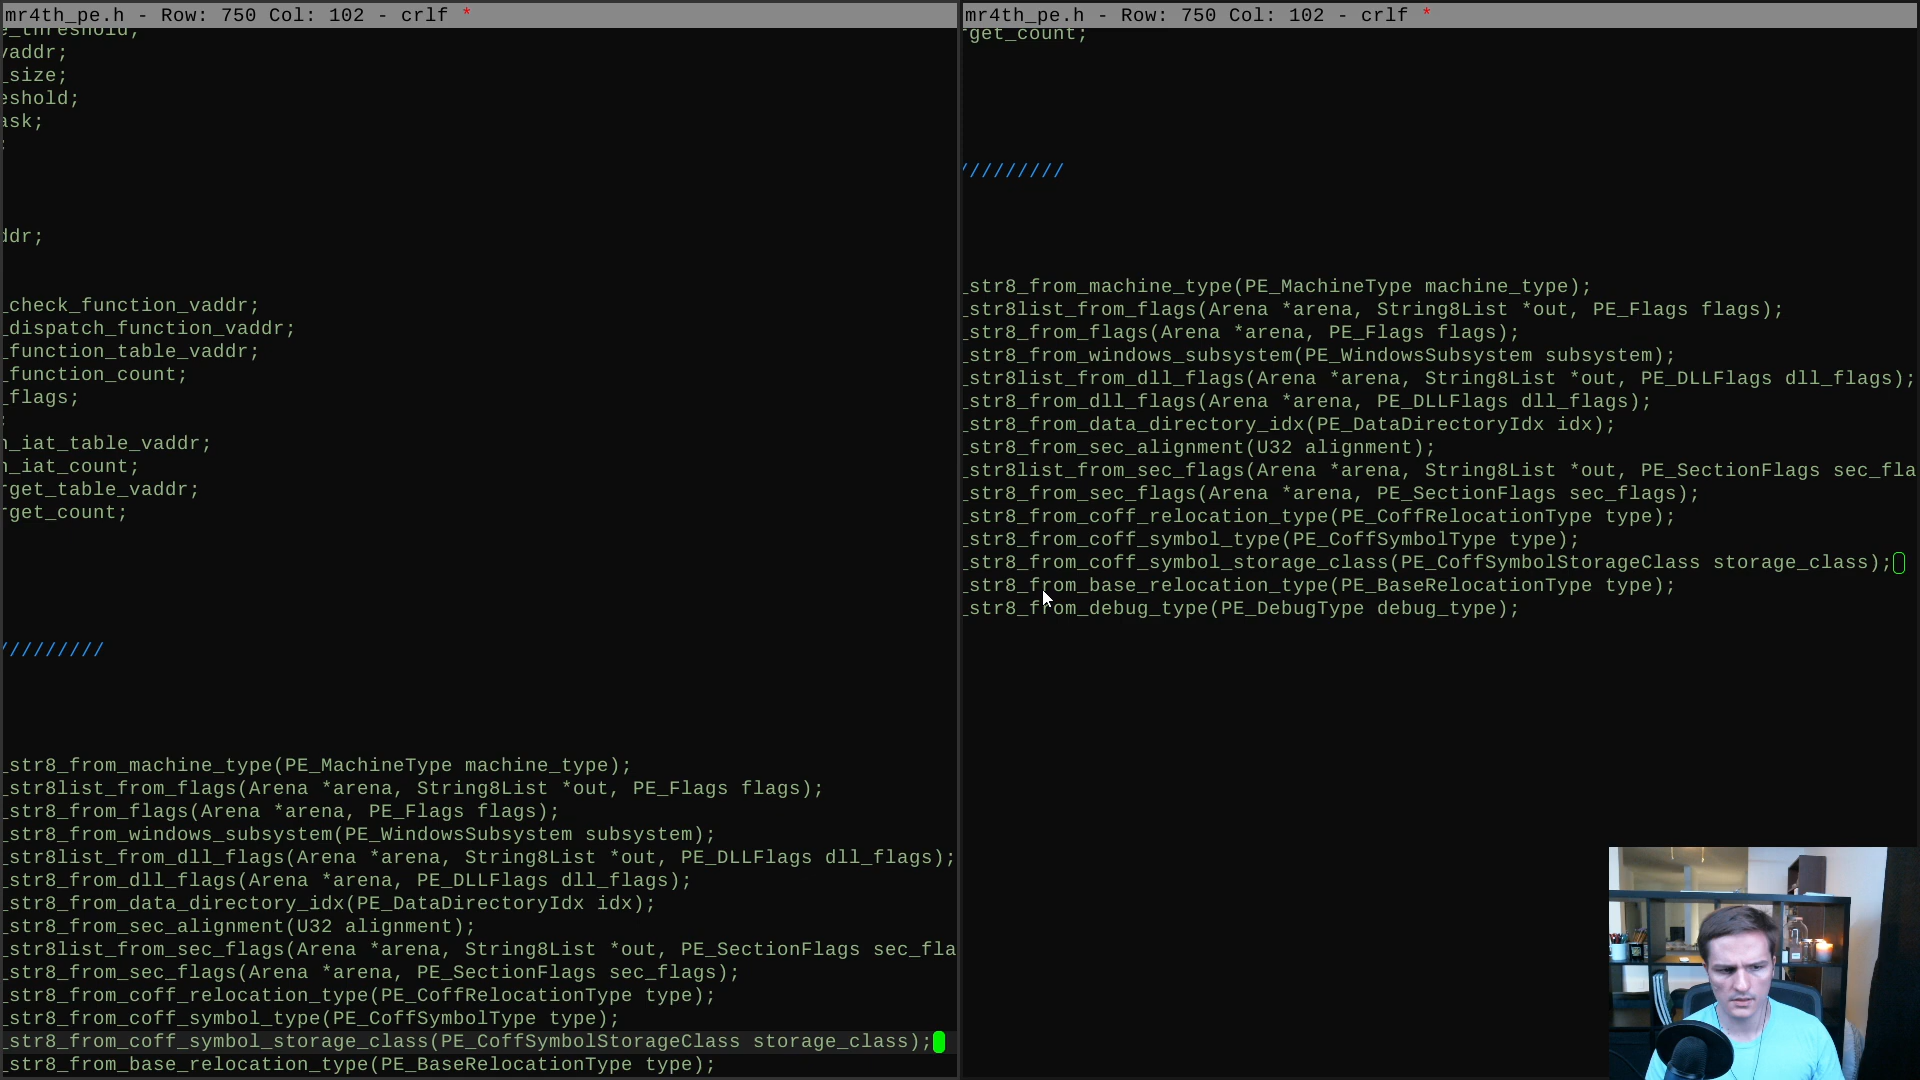 mr4th_pe.h - Row: 750 Col: 102 - crlf *
e_threshold;
vaddr;
_size;
eshold;
ask;
;
ddr;
_check_function_vaddr;
_dispatch_function_vaddr;
_function_table_vaddr;
_function_count;
_flags;
;
n_iat_table_vaddr;
n_iat_count;
rget_table_vaddr;
rget_count;
/////////
_str8_from_machine_type(PE_MachineType machine_type);
_str8list_from_flags(Arena *arena, String8List *out, PE_Flags flags);
_str8_from_flags(Arena *arena, PE_Flags flags);
_str8_from_windows_subsystem(PE_WindowsSubsystem subsystem);
_str8list_from_dll_flags(Arena *arena, String8List *out, PE_DLLFlags dll_flags);
_str8_from_dll_flags(Arena *arena, PE_DLLFlags dll_flags);
_str8_from_data_directory_idx(PE_DataDirectoryIdx idx);
_str8_from_sec_alignment(U32 alignment);
_str8list_from_sec_flags(Arena *arena, String8List *out, PE_SectionFlags sec_fla
_str8_from_sec_flags(Arena *arena, PE_SectionFlags sec_flags);
_str8_from_coff_relocation_type(PE_CoffRelocationType type);
_str8_from_coff_symbol_type(PE_CoffSymbolType type);
_str8_from_coff_symbol_storage_class(PE_CoffSymbolStorageClass storage_class);
_str8_from_base_relocation_type(PE_BaseRelocationType type);
mr4th_pe.h - Row: 750 Col: 102 - crlf *
rget_count;
/////////
_str8_from_machine_type(PE_MachineType machine_type);
_str8list_from_flags(Arena *arena, String8List *out, PE_Flags flags);
_str8_from_flags(Arena *arena, PE_Flags flags);
_str8_from_windows_subsystem(PE_WindowsSubsystem subsystem);
_str8list_from_dll_flags(Arena *arena, String8List *out, PE_DLLFlags dll_flags);
_str8_from_dll_flags(Arena *arena, PE_DLLFlags dll_flags);
_str8_from_data_directory_idx(PE_DataDirectoryIdx idx);
_str8_from_sec_alignment(U32 alignment);
_str8list_from_sec_flags(Arena *arena, String8List *out, PE_SectionFlags sec_fla
_str8_from_sec_flags(Arena *arena, PE_SectionFlags sec_flags);
_str8_from_coff_relocation_type(PE_CoffRelocationType type);
_str8_from_coff_symbol_type(PE_CoffSymbolType type);
_str8_from_coff_symbol_storage_class(PE_CoffSymbolStorageClass storage_class);
_str8_from_base_relocation_type(PE_BaseRelocationType type);
_str8_from_debug_type(PE_DebugType debug_type);